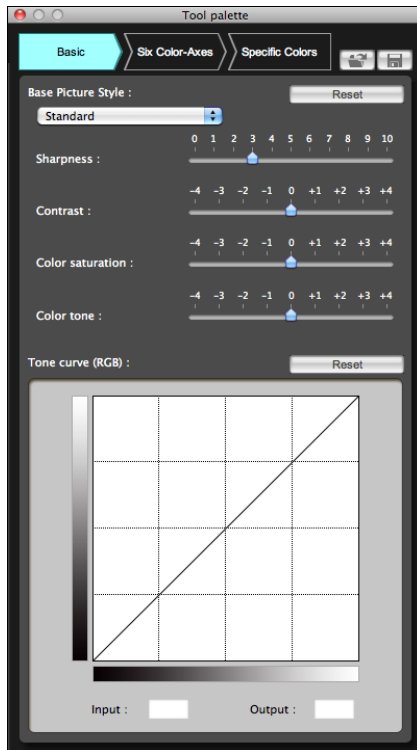 Tool palette
Basic Six Color-Axes Specific Colors
Base Picture Style : Reset
Standard
0 1 2 3 4 5 6 7 8 9 10
Sharpness :
-4 -3 -2 -1 0 +1 +2 +3 +4
Contrast :
-4 -3 -2 -1 0 +1 +2 +3 +4
Color saturation :
-4 -3 -2 -1 0 +1 +2 +3 +4
Color tone :
Tone curve (RGB) : Reset
Input : Output :